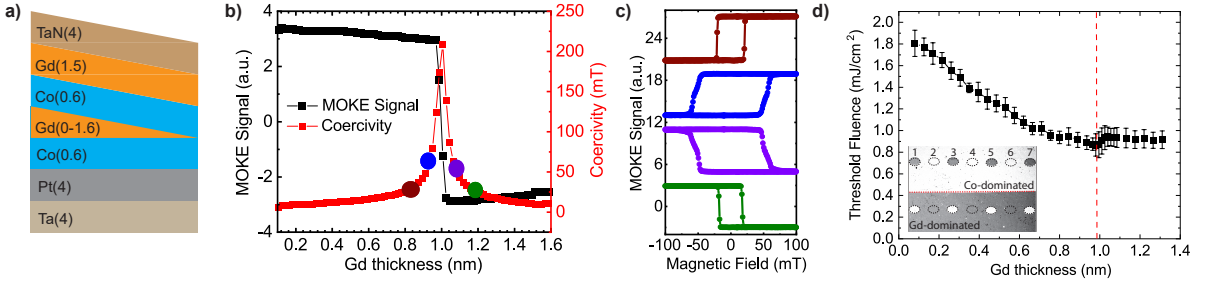 a)
TaN(4)
Gd(1.5)
Co(0.6)
Gd(0-1.6)
Co(0.6)
Pt(4)
Ta(4)
b)
MOKE Signal (a.u.)
3
0
-2
-4
MOKE Signal
Coercivity
250
200
150
100
50
0
Coercivity (mT)
0.2 0.4 0.6 0.8 1.0 1.2 1.4 1.6
Gd thickness (nm)
c)
MOKE Signal (a.u.)
24
18
12
6
0
-100 -50 0 50 100
Magnetic Field (mT)
d)
Threshold Fluence (mJ/cm²)
2.0
1.8
1.6
1.4
1.2
1.0
0.8
0.6
0.4
0.2
0.0
1 2 3 4 5 6 7
Co-dominated
Gd-dominated
0.0 0.2 0.4 0.6 0.8 1.0 1.2 1.4
Gd thickness (nm)